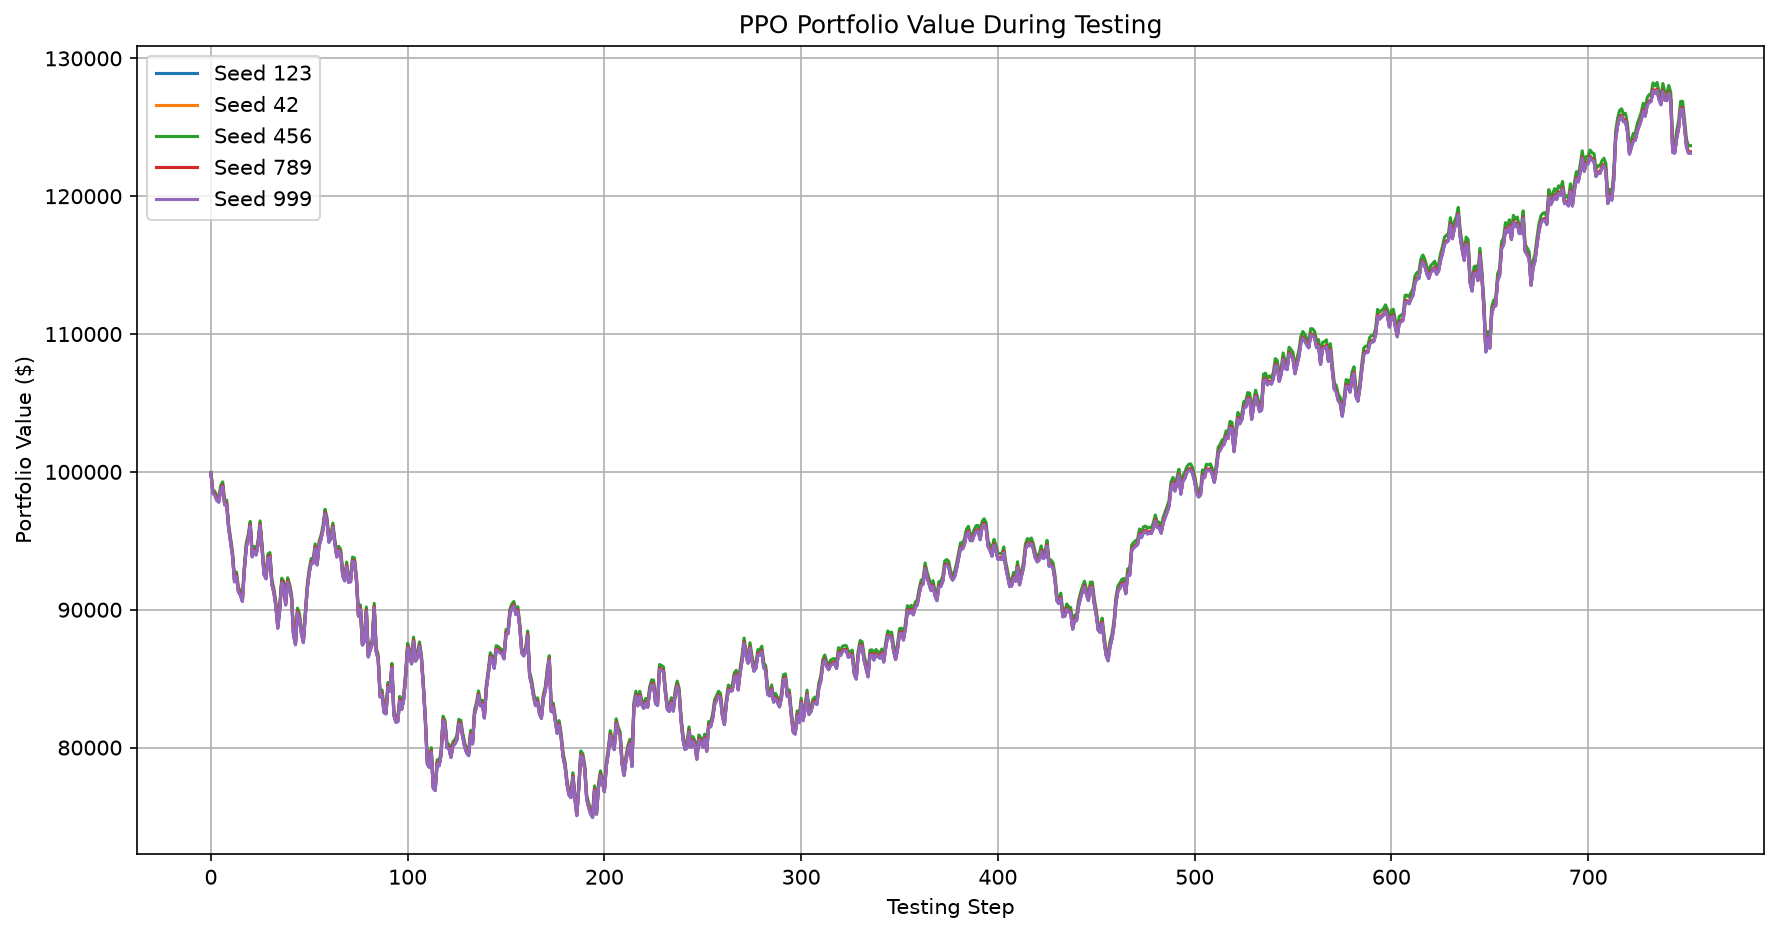 PPO Portfolio Value During Testing
Portfolio Value ($)
130000
120000
110000
100000
90000
80000
Seed 123
Seed 42
Seed 456
Seed 789
Seed 999
0
100
200
300
400
500
600
700
Testing Step